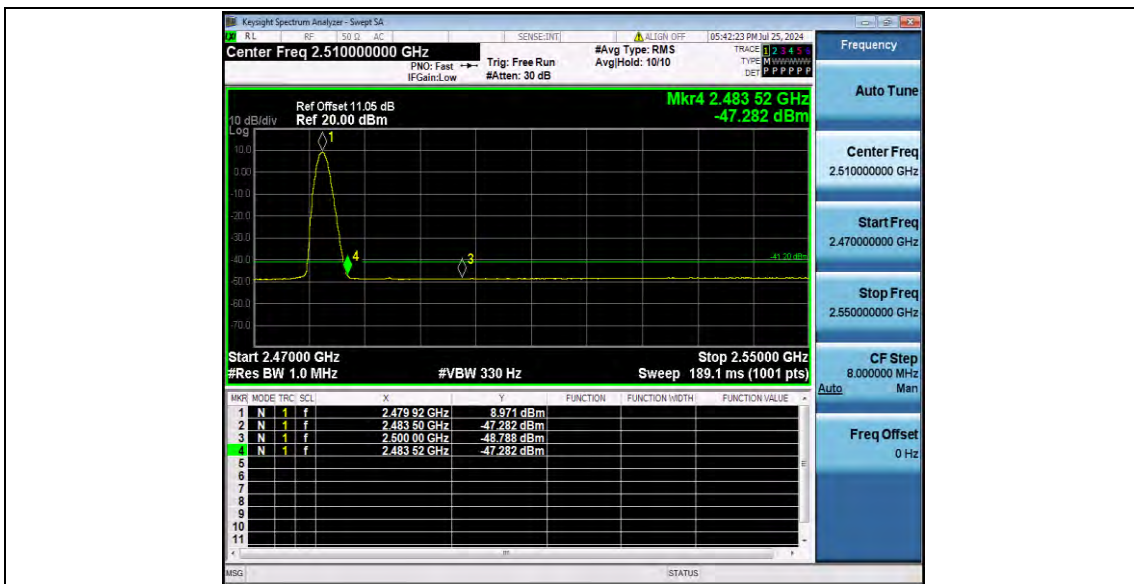 Keysight Spectrum Analyzer - Swept SA
RL RF 50 Ω AC SENSE:INT ALIGN OFF 05:42:23 PM Jul 25, 2024
Center Freq 2.510000000 GHz
PNO: Fast
IFGain:Low
Trig: Free Run
#Atten: 30 dB
#Avg Type: RMS
Avg|Hold: 10/10
TRACE 1 2 3 4 5 6
TYPE M WWWWW
DET P P P P P P
Mkr4 2.483 52 GHz
-47.282 dBm
Ref Offset 11.05 dB
10 dB/div Ref 20.00 dBm
Log
10.0
0.00
-10.0
-20.0
-30.0
-40.0
-50.0
-60.0
-70.0
1
4
3
-41.20 dBm
Start 2.47000 GHz Stop 2.55000 GHz
#Res BW 1.0 MHz #VBW 330 Hz Sweep 189.1 ms (1001 pts)
MKR MODE TRC SCL X Y FUNCTION FUNCTION WIDTH FUNCTION VALUE
1 N 1 f 2.479 92 GHz 8.971 dBm
2 N 1 f 2.483 50 GHz -47.282 dBm
3 N 1 f 2.500 00 GHz -48.788 dBm
4 N 1 f 2.483 52 GHz -47.282 dBm
5
6
7
8
9
10
11
MSG STATUS
Frequency
Auto Tune
Center Freq
2.510000000 GHz
Start Freq
2.470000000 GHz
Stop Freq
2.550000000 GHz
CF Step
8.000000 MHz
Auto Man
Freq Offset
0 Hz